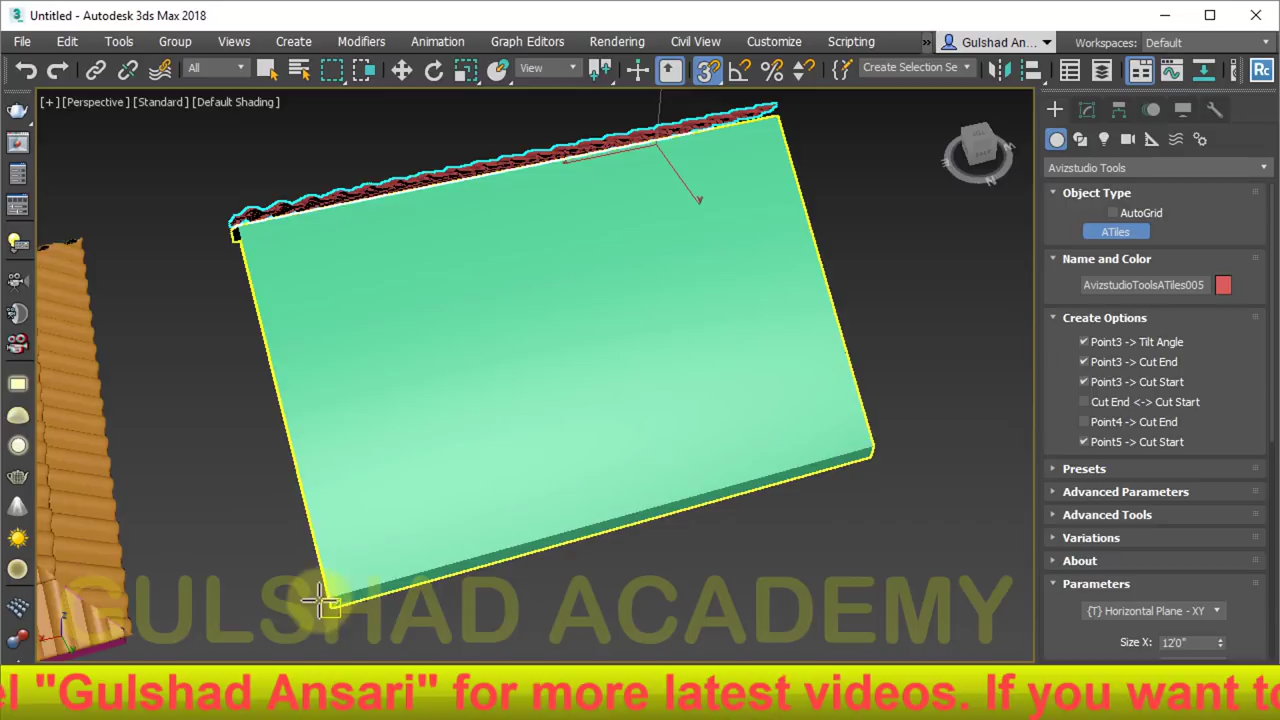 Untitled - Autodesk 3ds Max 2018
File Edit Tools Group Views Create Modifiers Animation Graph Editors Rendering Civil View Customize Scripting » Gulshad An... Workspaces: Default
All View Create Selection Se Rc
[+] [Perspective] [Standard] [Default Shading]
Avizstudio Tools
Object Type
AutoGrid
ATiles
Name and Color
AvizstudioToolsATiles005
Create Options
Point3 -> Tilt Angle
Point3 -> Cut End
Point3 -> Cut Start
Cut End <-> Cut Start
Point4 -> Cut End
Point5 -> Cut Start
Presets
Advanced Parameters
Advanced Tools
Variations
About
Parameters
{T} Horizontal Plane - XY
Size X: 12'0"
GULSHAD ACADEMY
el "Gulshad Ansari" for more latest videos. If you want to